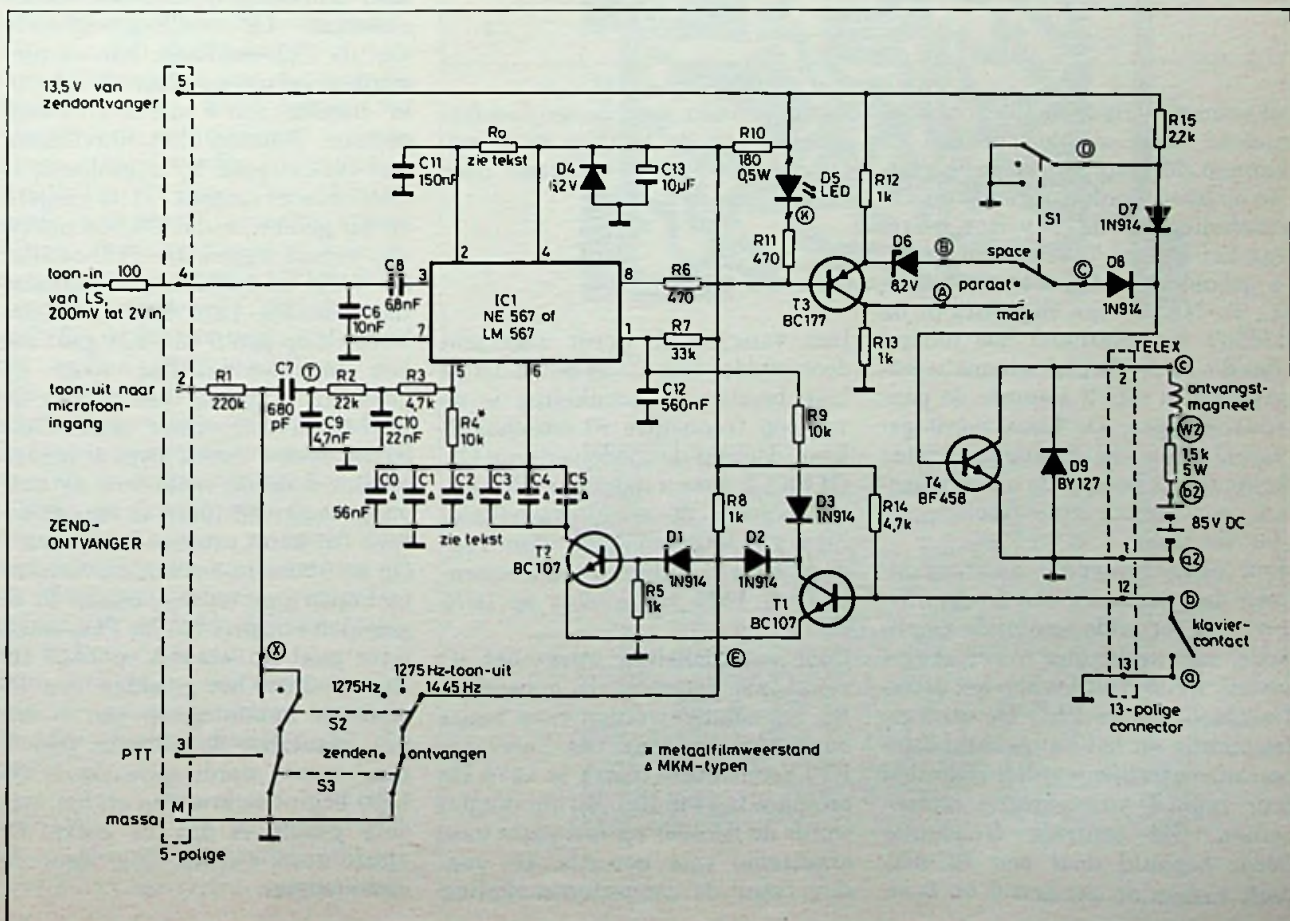 13,5 V van
zendontvanger
5
toon-in
100
4
van LS,
200mV tot 2V in
toon-uit naar
microfoon-
ingang
2
R1
220k
C7
680
pF
T
R2
22k
R3
4,7k
C9
4,7nF
C10
22nF
C11
150nF
Ro
zie tekst
D4
6,2V
C13
10µF
C8
6,8nF
C6
10nF
2
4
3
7
8
1
5
6
IC1
NE 567 of
LM 567
R4*
10k
R6
470
R7
33k
C12
560nF
R10
180
0,5W
D5
LED
K
R11
470
R12
1k
T3
BC177
R13
1k
D6
8,2V
B
A
space
paraat
mark
S1
D
C
R15
2,2k
D7
1N914
D8
1N914
TELEX
2
c
ontvangst-
magneet
W2
1,5k
5W
b2
85V DC
1
a2
T4
BF458
D9
BY127
12
b
klavier-
contact
13
a
13-polige
connector
R9
10k
D3
1N914
R14
4,7k
R8
1k
C0
C1
C2
C3
C4
C5
56nF
zie tekst
T2
BC107
R5
1k
D1
1N914
D2
1N914
T1
BC107
E
ZEND-
ONTVANGER
X
1275Hz-toon-uit
1275Hz
1445Hz
S2
zenden
ontvangen
S3
PTT
3
M
massa
5-polige
* metaalfilmweerstand
△ MKM-typen